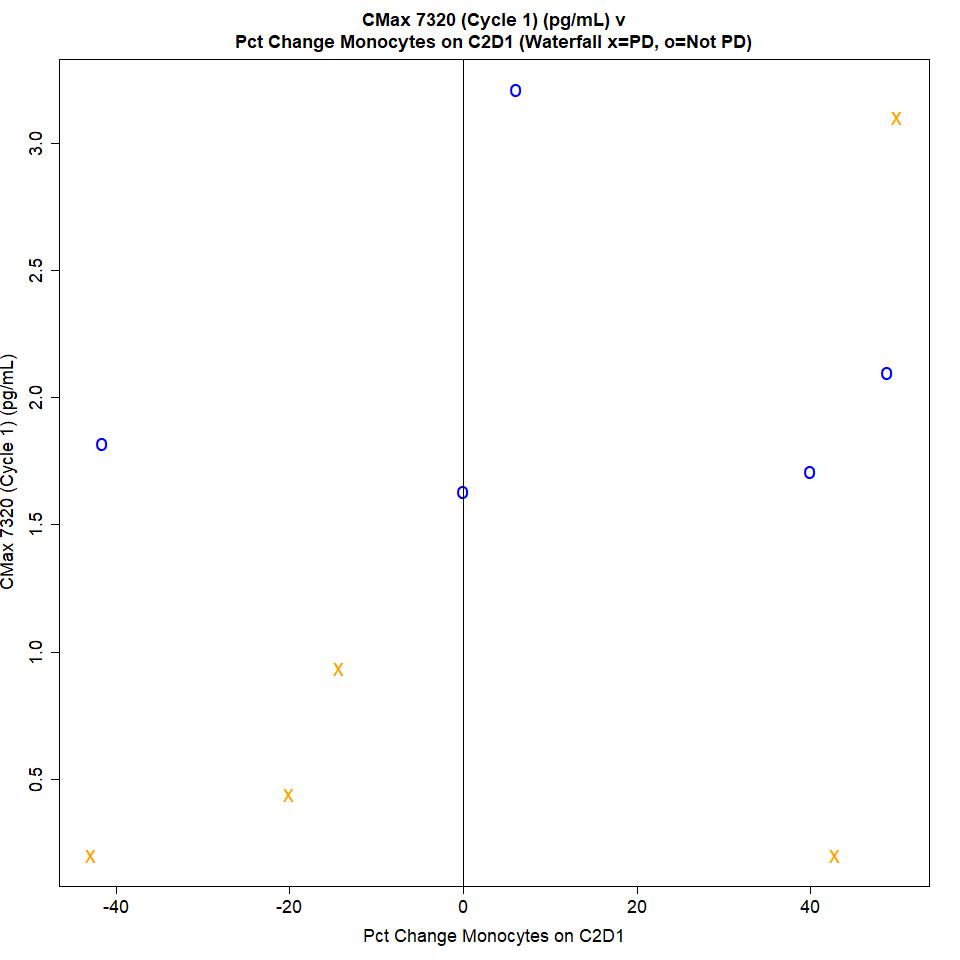 CMax 7320 (Cycle 1) (pg/mL) v
Pct Change Monocytes on C2D1 (Waterfall x=PD, o=Not PD)
CMax 7320 (Cycle 1) (pg/mL)
3.0
2.5
2.0
1.5
1.0
0.5
o
x
o
o
o
o
x
x
x
x
-40
-20
0
20
40
Pct Change Monocytes on C2D1